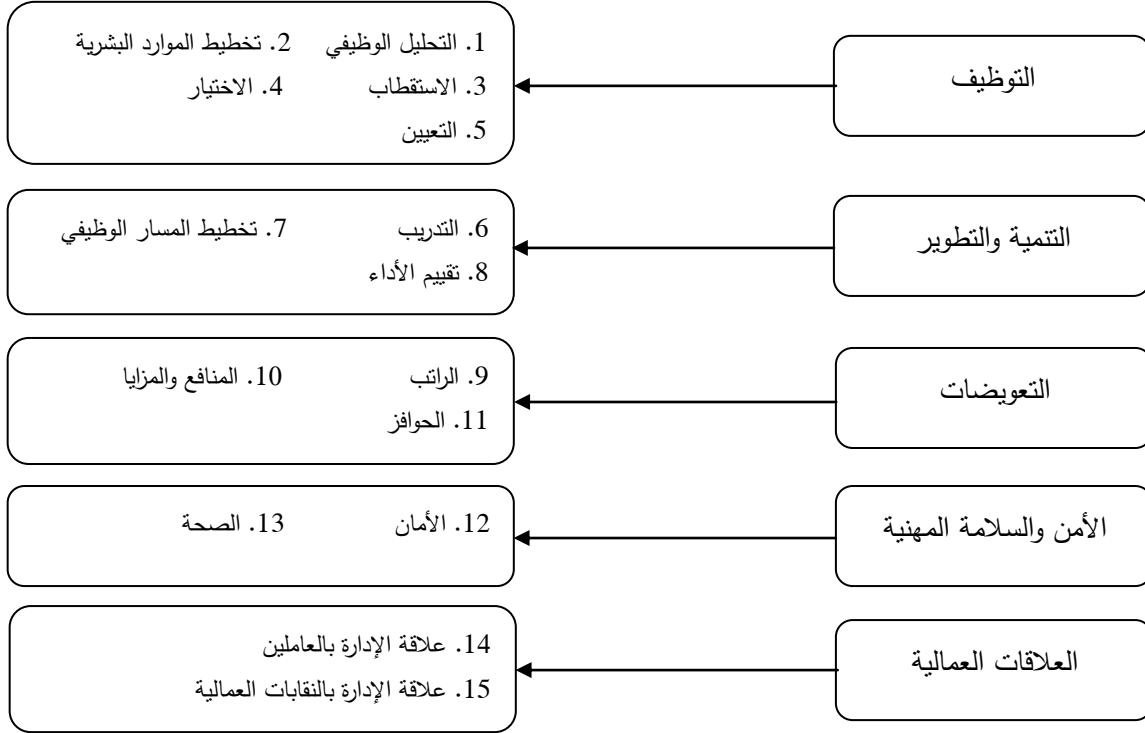 التوظيف
1. التحليل الوظيفي 2. تخطيط الموارد البشرية
3. الاستقطاب 4. الاختيار
5. التعيين
التنمية والتطوير
6. التدريب 7. تخطيط المسار الوظيفي
8. تقييم الأداء
التعويضات
9. الراتب 10. المنافع والمزايا
11. الحوافز
الأمن والسلامة المهنية
12. الأمان 13. الصحة
العلاقات العمالية
14. علاقة الإدارة بالعاملين
15. علاقة الإدارة بالنقابات العمالية